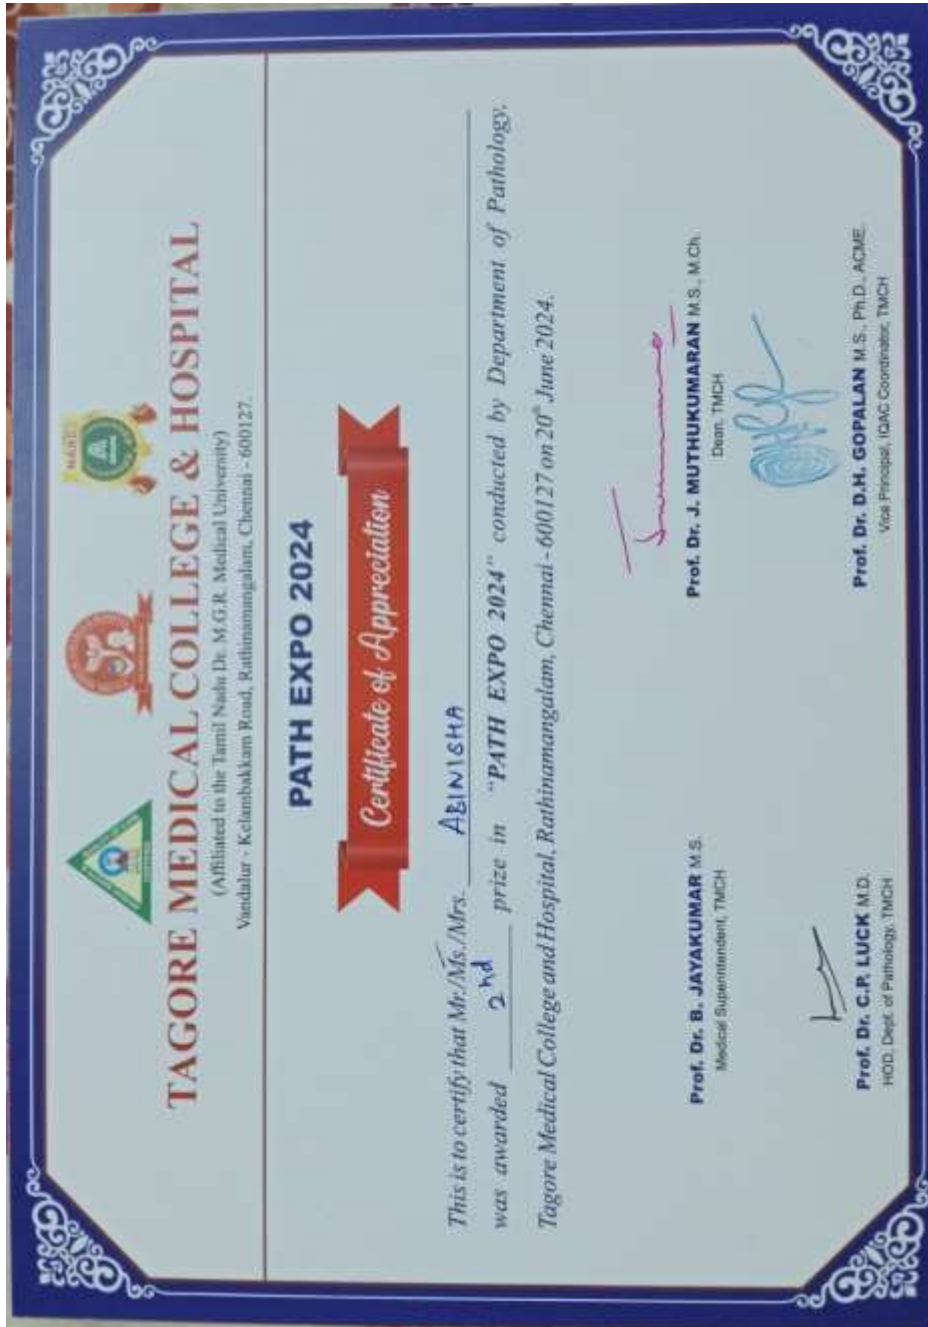 NABL
TAGORE MEDICAL COLLEGE & HOSPITAL
(Affiliated to the Tamil Nadu Dr. M.G.R. Medical University)
Vandalur - Kelambakkam Road, Rathinamangalam, Chennai - 600127.
PATH EXPO 2024
Certificate of Appreciation
This is to certify that Mr./Ms./Mrs. ABINISHA
was awarded 2nd prize in "PATH EXPO 2024" conducted by Department of Pathology,
Tagore Medical College and Hospital, Rathinamangalam, Chennai - 600127 on 20th June 2024.
Prof. Dr. B. JAYAKUMAR M.S.
Medical Superintendent, TMCH
Prof. Dr. J. MUTHUKUMARAN M.S., M.Ch.
Dean, TMCH
Prof. Dr. C.P. LUCK M.D.
HOD, Dept. of Pathology, TMCH
Prof. Dr. D.H. GOPALAN M.S., Ph.D., ACME.
Vice Principal, IQAC Coordinator, TMCH